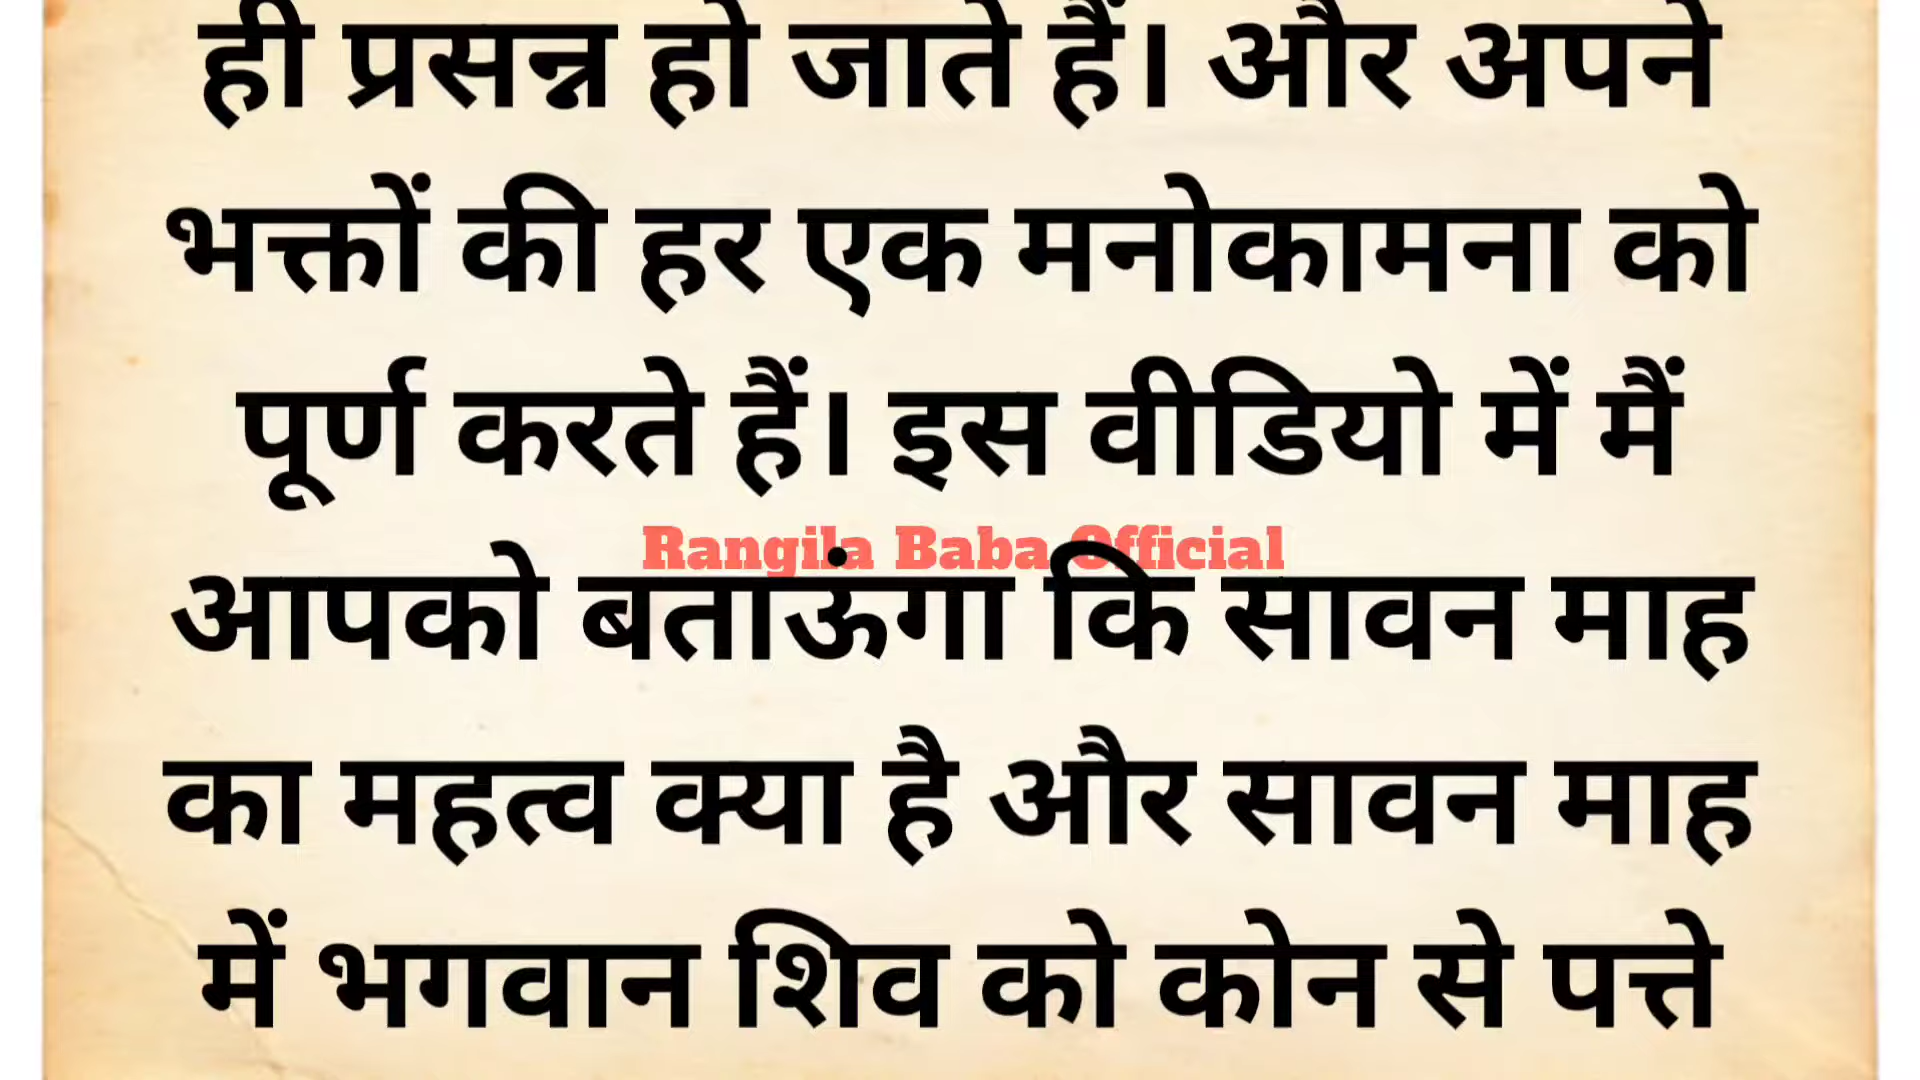 ही प्रसन्न हो जाते हैं। और अपने
भक्तों की हर एक मनोकामना को
पूर्ण करते हैं। इस वीडियो में मैं
Rangila Baba Official
आपको बताऊंगा कि सावन माह
का महत्व क्या है और सावन माह
में भगवान शिव को कोन से पत्ते